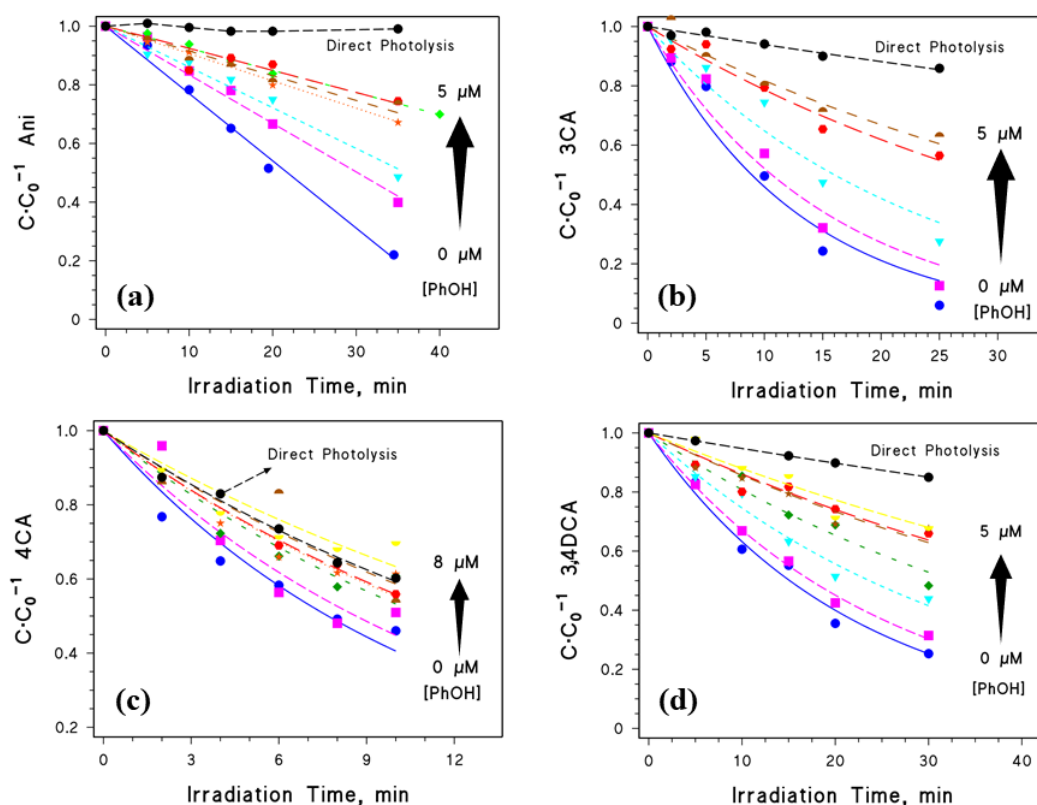 C·C₀⁻¹ Ani
1.0
0.8
0.6
0.4
0.2
0
Direct Photolysis
5 µM
0 µM
[PhOH]
(a)
0 10 20 30 40
Irradiation Time, min
C·C₀⁻¹ 3CA
1.0
0.8
0.6
0.4
0.2
0
Direct Photolysis
5 µM
0 µM
[PhOH]
(b)
0 5 10 15 20 25 30
Irradiation Time, min
C·C₀⁻¹ 4CA
1.0
0.8
0.6
0.4
0.2
Direct Photolysis
8 µM
0 µM
[PhOH]
(c)
0 3 6 9 12
Irradiation Time, min
C·C₀⁻¹ 3,4DCA
1.0
0.8
0.6
0.4
0.2
0
Direct Photolysis
5 µM
0 µM
[PhOH]
(d)
0 10 20 30 40
Irradiation Time, min